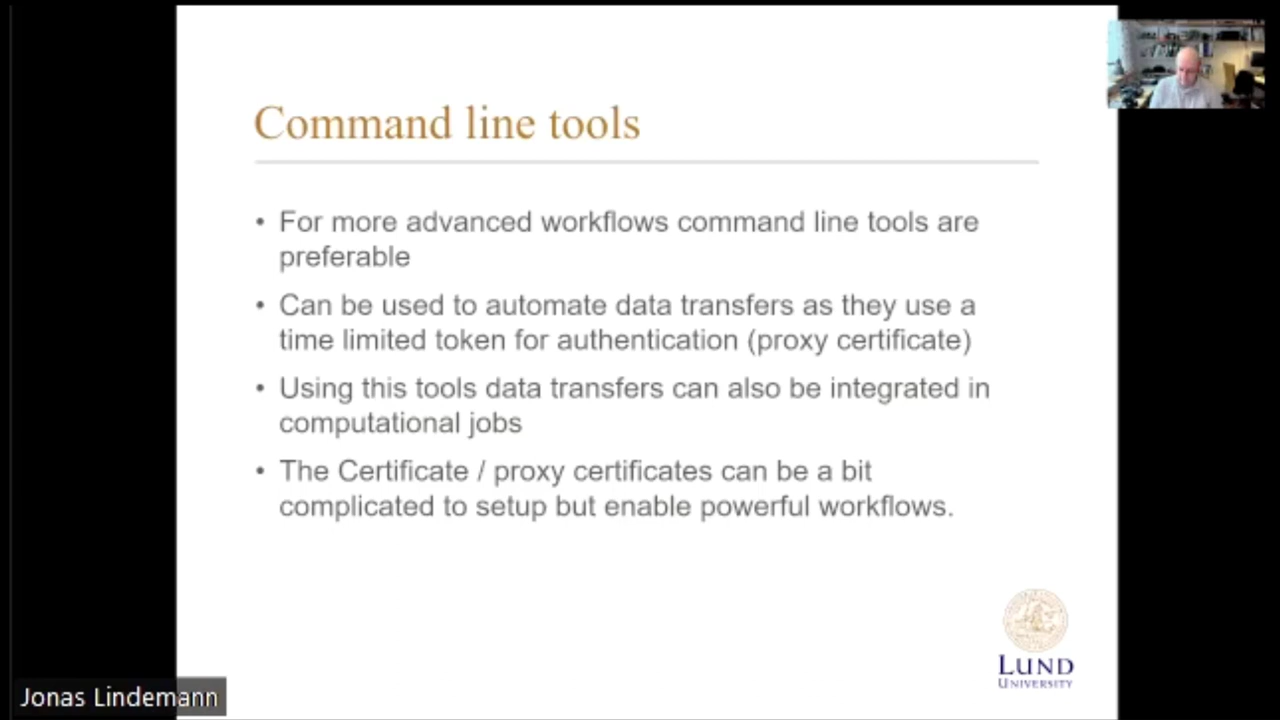 Command line tools
• For more advanced workflows command line tools are
preferable
• Can be used to automate data transfers as they use a
time limited token for authentication (proxy certificate)
• Using this tools data transfers can also be integrated in
computational jobs
• The Certificate / proxy certificates can be a bit
complicated to setup but enable powerful workflows.
LUND
UNIVERSITY
Jonas Lindemann